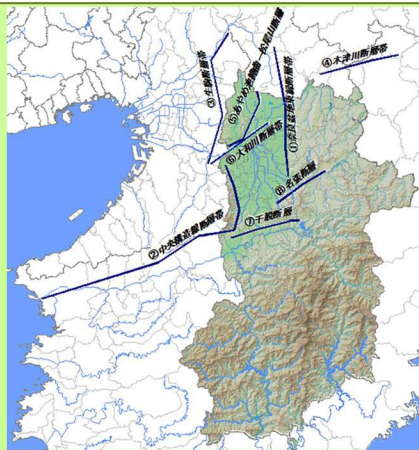 ③生駒断層帯
⑤あやめ池撓曲 松尾山断層
①奈良盆地東縁断層帯
④木津川断層帯
⑥大和川断層帯
⑧名張断層
⑦千股断層
②中央構造線断層帯